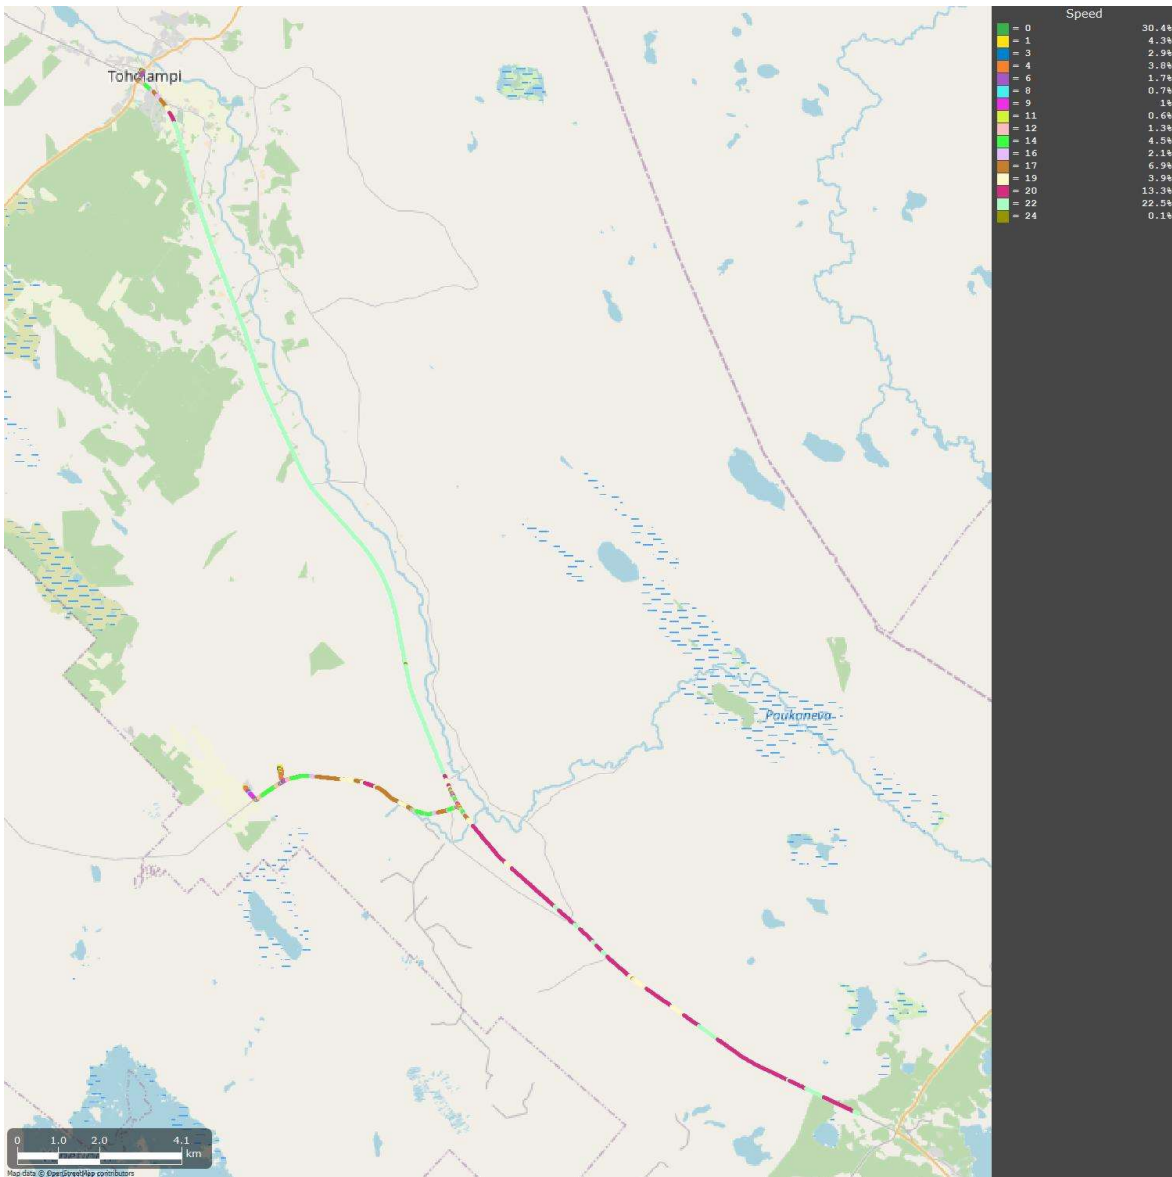 Speed
= 0 30.4%
= 1 4.3%
= 3 2.9%
= 4 3.8%
= 6 1.7%
= 8 0.7%
= 9 1%
= 11 0.6%
= 12 1.3%
= 14 4.5%
= 16 2.1%
= 17 6.9%
= 19 3.9%
= 20 13.3%
= 22 22.5%
= 24 0.1%
Toholampi
Paukaneva
0 1.0 2.0 4.1
km
Map data © OpenStreetMap contributors